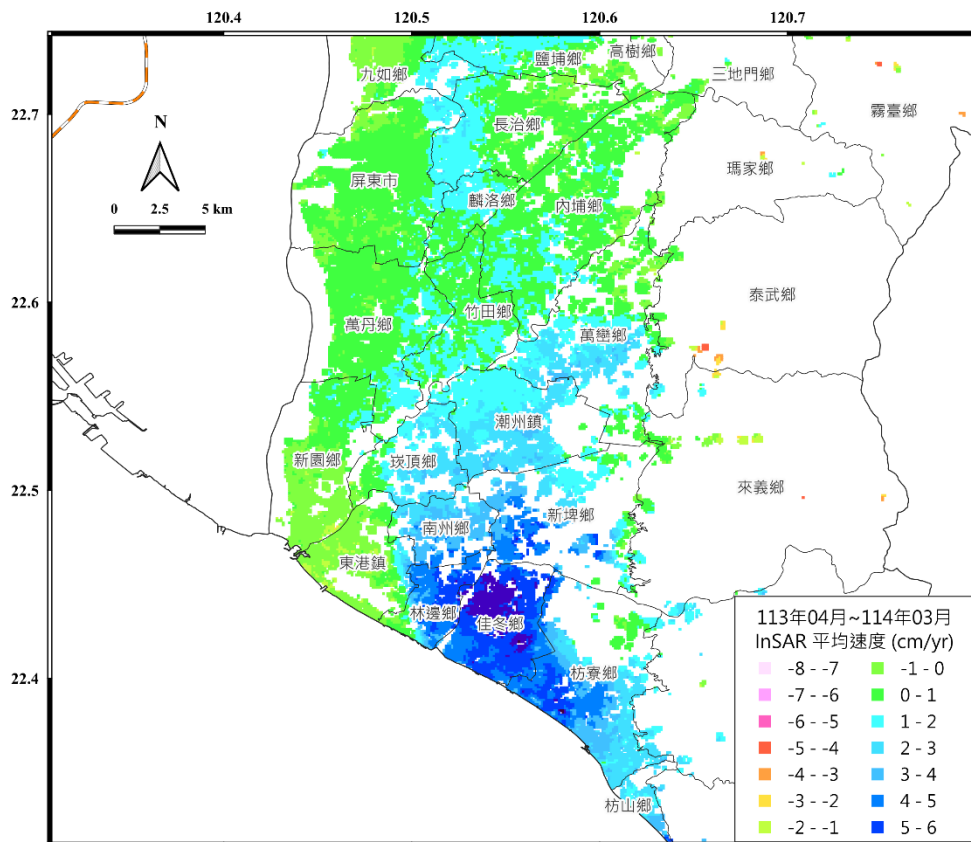 120.4 120.5 120.6 120.7
22.7
22.6
22.5
22.4
N
0 2.5 5 km
高樹鄉
鹽埔鄉
九如鄉
三地門鄉
霧臺鄉
長治鄉
瑪家鄉
屏東市
麟洛鄉
內埔鄉
泰武鄉
竹田鄉
萬丹鄉
萬巒鄉
潮州鎮
新園鄉
崁頂鄉
來義鄉
新埤鄉
南州鄉
東港鎮
林邊鄉
佳冬鄉
枋寮鄉
枋山鄉
113年04月~114年03月
InSAR 平均速度 (cm/yr)
-8 - -7
-7 - -6
-6 - -5
-5 - -4
-4 - -3
-3 - -2
-2 - -1
-1 - 0
0 - 1
1 - 2
2 - 3
3 - 4
4 - 5
5 - 6